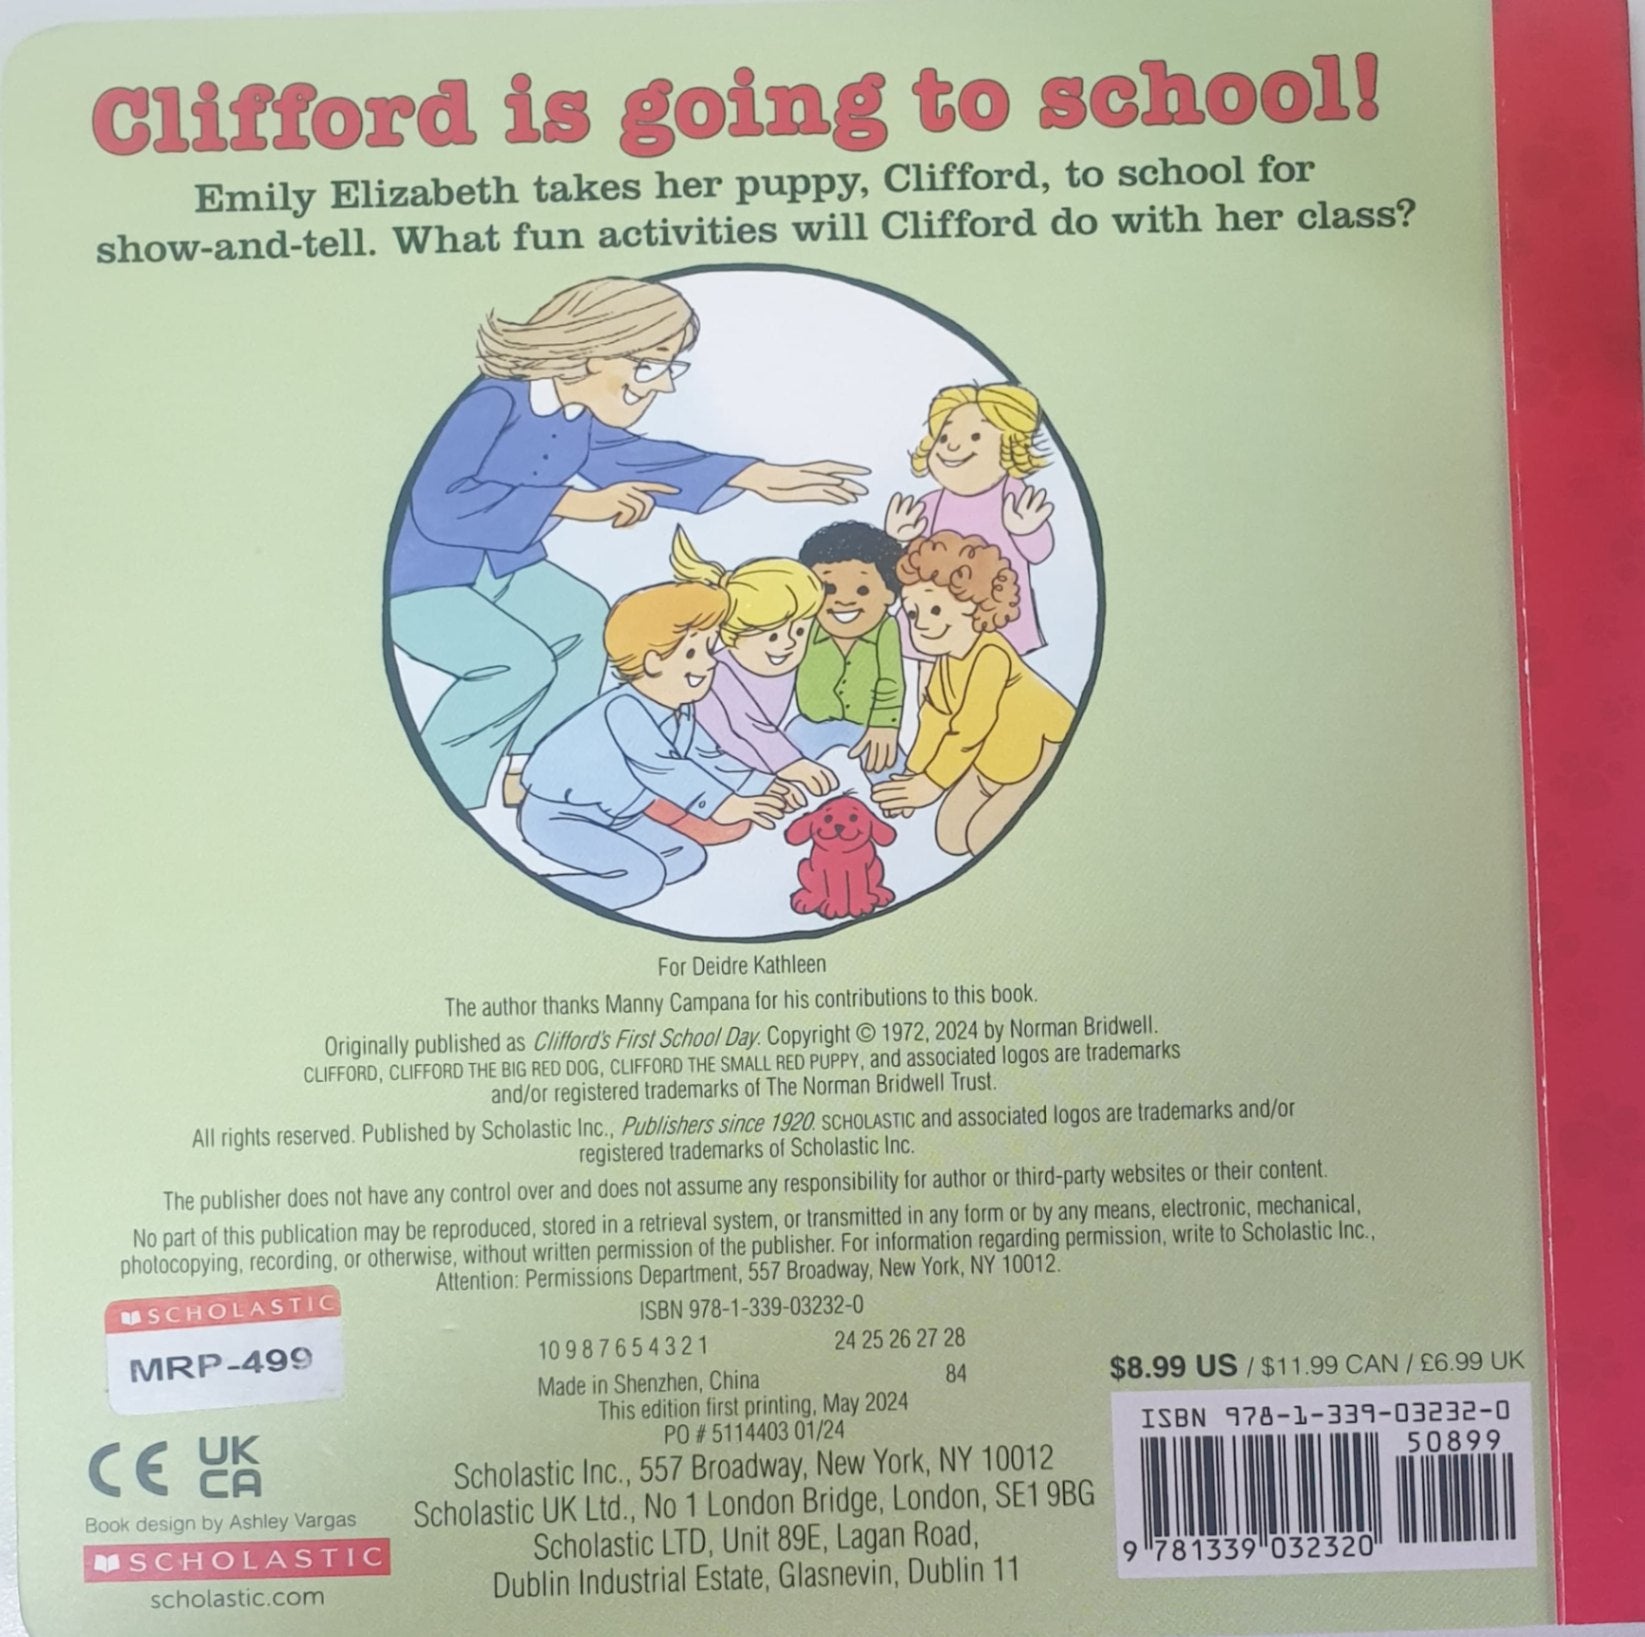 Clifford is going to school!
Emily Elizabeth takes her puppy, Clifford, to school for
show-and-tell. What fun activities will Clifford do with her class?
For Deidre Kathleen
The author thanks Manny Campana for his contributions to this book.
Originally published as Clifford's First School Day. Copyright © 1972, 2024 by Norman Bridwell.
CLIFFORD, CLIFFORD THE BIG RED DOG, CLIFFORD THE SMALL RED PUPPY, and associated logos are trademarks
and/or registered trademarks of The Norman Bridwell Trust.
All rights reserved. Published by Scholastic Inc., Publishers since 1920. SCHOLASTIC and associated logos are trademarks and/or
registered trademarks of Scholastic Inc.
The publisher does not have any control over and does not assume any responsibility for author or third-party websites or their content.
No part of this publication may be reproduced, stored in a retrieval system, or transmitted in any form or by any means, electronic, mechanical,
photocopying, recording, or otherwise, without written permission of the publisher. For information regarding permission, write to Scholastic Inc.,
Attention: Permissions Department, 557 Broadway, New York, NY 10012.
ISBN 978-1-339-03232-0
10 9 8 7 6 5 4 3 2 1 24 25 26 27 28
Made in Shenzhen, China 84
This edition first printing, May 2024
PO # 5114403 01/24
Scholastic Inc., 557 Broadway, New York, NY 10012
Scholastic UK Ltd., No 1 London Bridge, London, SE1 9BG
Scholastic LTD, Unit 89E, Lagan Road,
Dublin Industrial Estate, Glasnevin, Dublin 11
SCHOLASTIC
MRP-499
CE UK
CA
Book design by Ashley Vargas
SCHOLASTIC
scholastic.com
$8.99 US / $11.99 CAN / £6.99 UK
ISBN 978-1-339-03232-0
50899
9 781339 032320